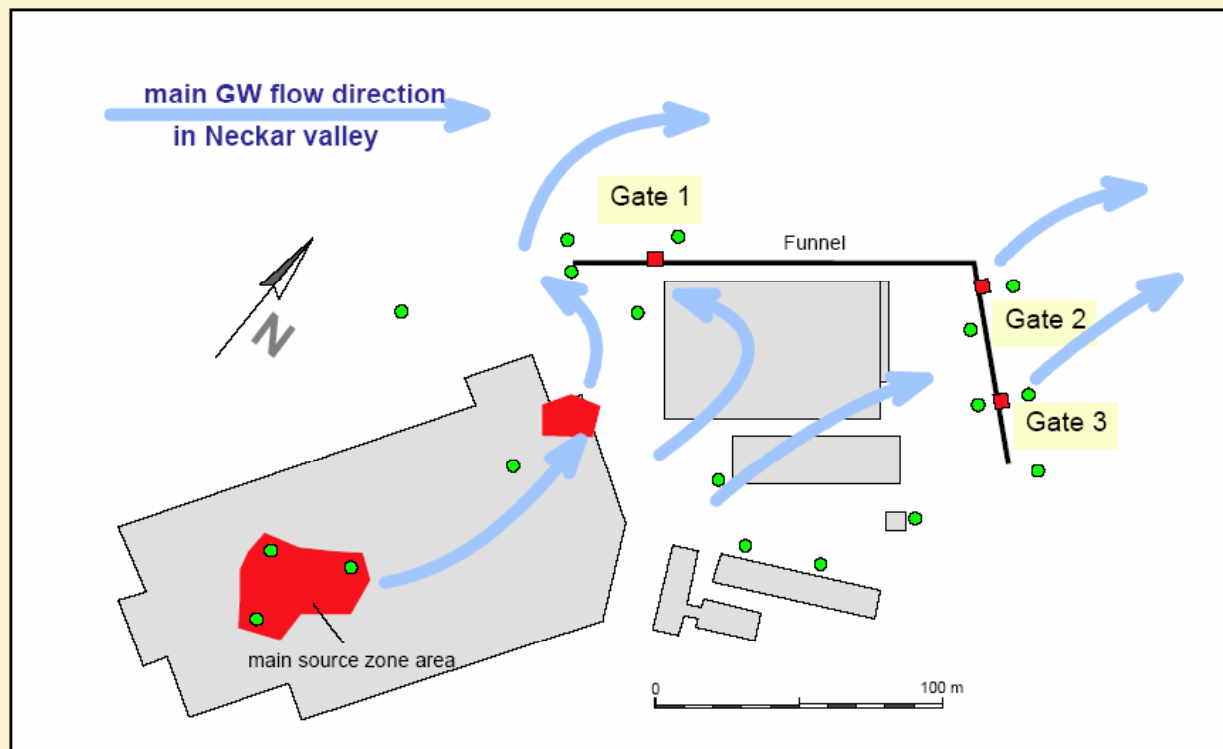 main GW flow direction
in Neckar valley
Gate 1
Funnel
N
Gate 2
Gate 3
main source zone area
0 100 m